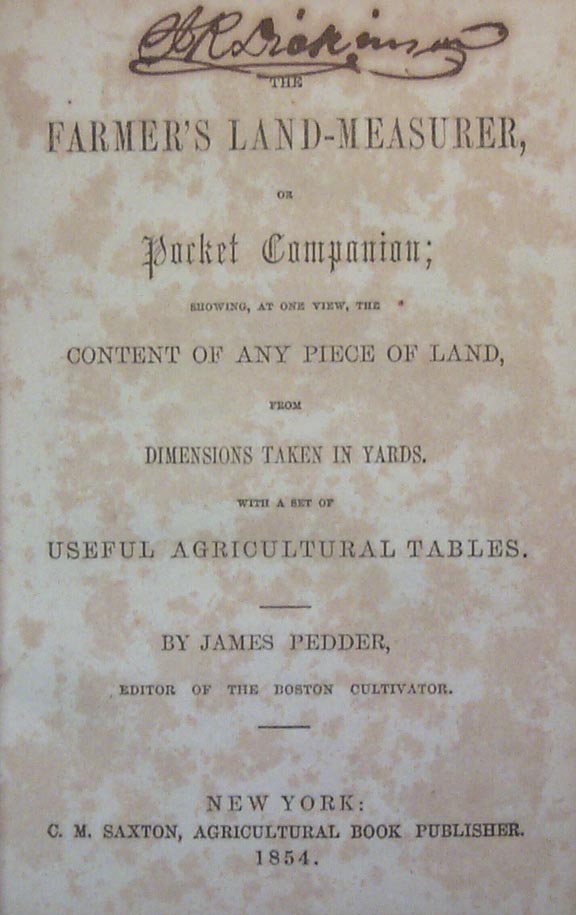 R Dickinson
THE
FARMER'S LAND-MEASURER,
OR
Pocket Companion;
SHOWING, AT ONE VIEW, THE
CONTENT OF ANY PIECE OF LAND,
FROM
DIMENSIONS TAKEN IN YARDS.
WITH A SET OF
USEFUL AGRICULTURAL TABLES.
BY JAMES PEDDER,
EDITOR OF THE BOSTON CULTIVATOR.
NEW YORK:
C. M. SAXTON, AGRICULTURAL BOOK PUBLISHER.
1854.